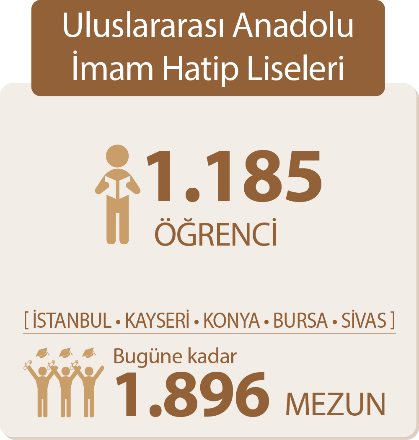 Uluslararası Anadolu
İmam Hatip Liseleri
1.185
ÖĞRENCİ
[ İSTANBUL • KAYSERİ • KONYA • BURSA • SİVAS ]
Bugüne kadar
1.896 MEZUN